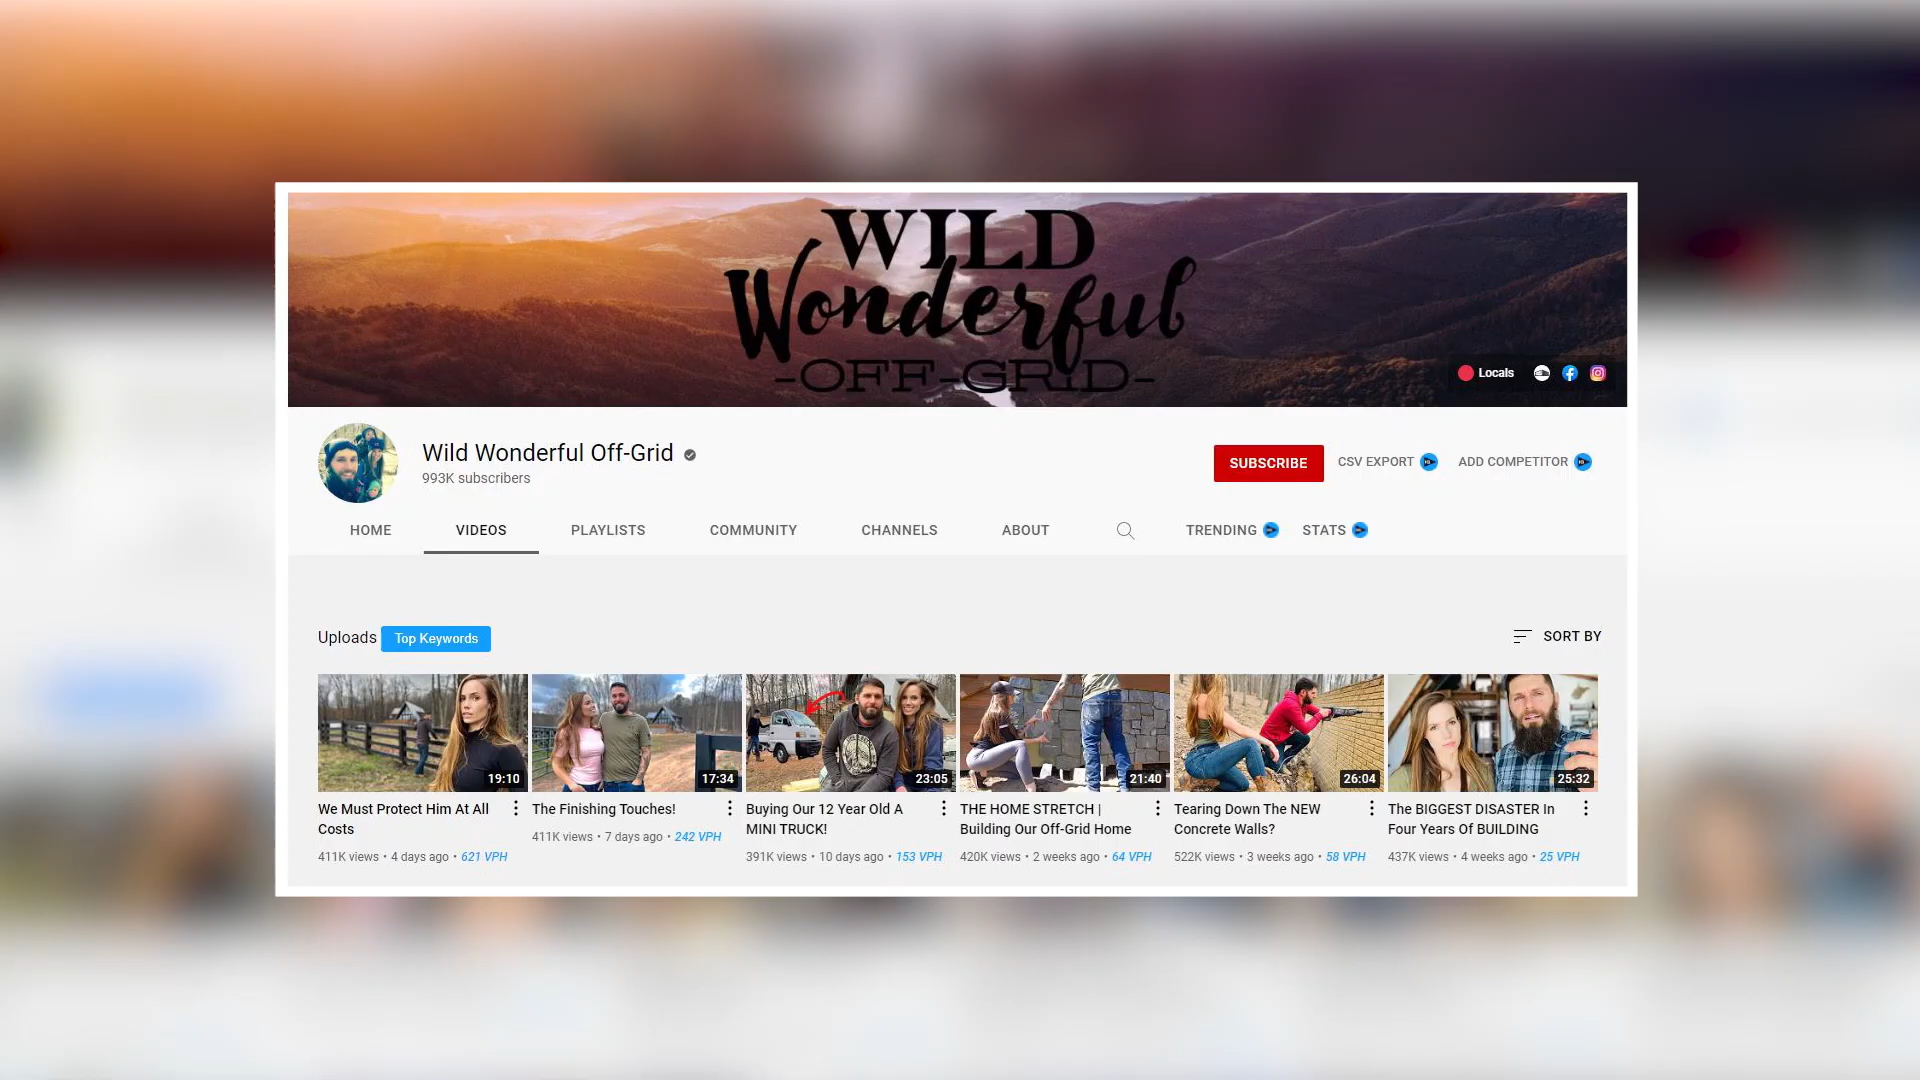 WILD
Wonderful
-OFF-GRID-
Locals
Wild Wonderful Off-Grid
993K subscribers
SUBSCRIBE
CSV EXPORT
ADD COMPETITOR
HOME
VIDEOS
PLAYLISTS
COMMUNITY
CHANNELS
ABOUT
TRENDING
STATS
Uploads
Top Keywords
SORT BY
19:10
17:34
23:05
21:40
26:04
25:32
We Must Protect Him At All
Costs
411K views • 4 days ago • 621 VPH
The Finishing Touches!
411K views • 7 days ago • 242 VPH
Buying Our 12 Year Old A
MINI TRUCK!
391K views • 10 days ago • 153 VPH
THE HOME STRETCH |
Building Our Off-Grid Home
420K views • 2 weeks ago • 64 VPH
Tearing Down The NEW
Concrete Walls?
522K views • 3 weeks ago • 58 VPH
The BIGGEST DISASTER In
Four Years Of BUILDING
437K views • 4 weeks ago • 25 VPH